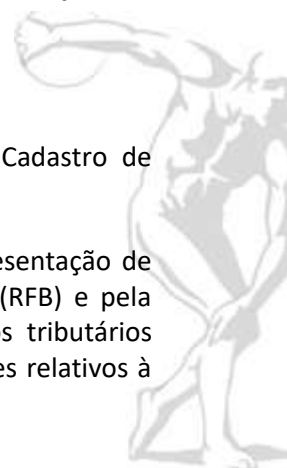 Cadastro de
esentação de
(RFB) e pela
s tributários
es relativos à